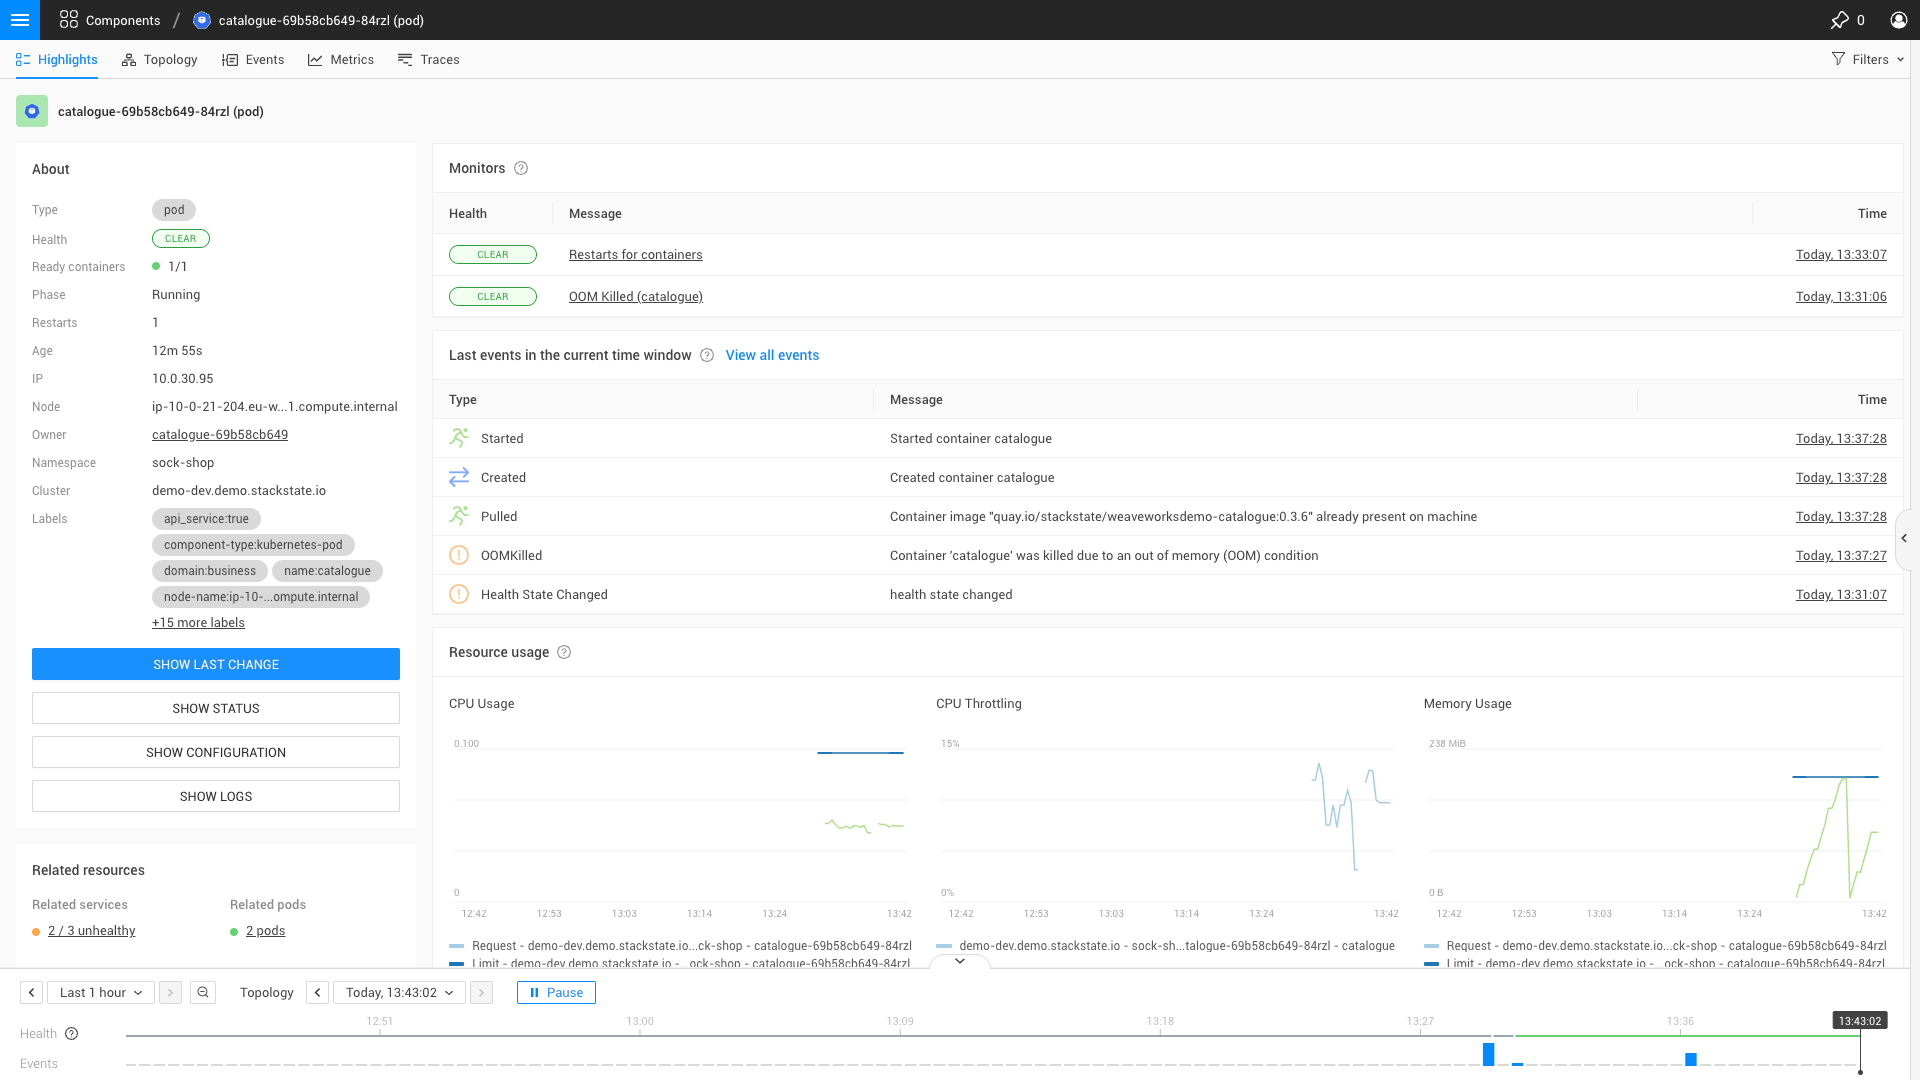 Components / catalogue-69b58cb649-84rzl (pod) 0
Highlights Topology Events Metrics Traces Filters
catalogue-69b58cb649-84rzl (pod)
About
Type pod
Health CLEAR
Ready containers 1/1
Phase Running
Restarts 1
Age 12m 55s
IP 10.0.30.95
Node ip-10-0-21-204.eu-w...1.compute.internal
Owner catalogue-69b58cb649
Namespace sock-shop
Cluster demo-dev.demo.stackstate.io
Labels api_service:true
component-type:kubernetes-pod
domain:business name:catalogue
node-name:ip-10-...ompute.internal
+15 more labels
SHOW LAST CHANGE
SHOW STATUS
SHOW CONFIGURATION
SHOW LOGS
Related resources
Related services Related pods
2 / 3 unhealthy 2 pods
Monitors
Health Message Time
CLEAR Restarts for containers Today, 13:33:07
CLEAR OOM Killed (catalogue) Today, 13:31:06
Last events in the current time window View all events
Type Message Time
Started Started container catalogue Today, 13:37:28
Created Created container catalogue Today, 13:37:28
Pulled Container image "quay.io/stackstate/weaveworksdemo-catalogue:0.3.6" already present on machine Today, 13:37:28
OOMKilled Container 'catalogue' was killed due to an out of memory (OOM) condition Today, 13:37:27
Health State Changed health state changed Today, 13:31:07
Resource usage
CPU Usage
0.100
0
12:42 12:53 13:03 13:14 13:24 13:42
Request - demo-dev.demo.stackstate.io...ck-shop - catalogue-69b58cb649-84rzl
Limit - demo-dev.demo.stackstate.io - ...ock-shop - catalogue-69b58cb649-84rzl
CPU Throttling
15%
0%
12:42 12:53 13:03 13:14 13:24 13:42
demo-dev.demo.stackstate.io - sock-sh...talogue-69b58cb649-84rzl - catalogue
Memory Usage
238 MiB
0 B
12:42 12:53 13:03 13:14 13:24 13:42
Request - demo-dev.demo.stackstate.io...ck-shop - catalogue-69b58cb649-84rzl
Limit - demo-dev.demo.stackstate.io - ...ock-shop - catalogue-69b58cb649-84rzl
Last 1 hour Topology Today, 13:43:02 Pause
12:51 13:00 13:09 13:18 13:27 13:36 13:43:02
Health
Events